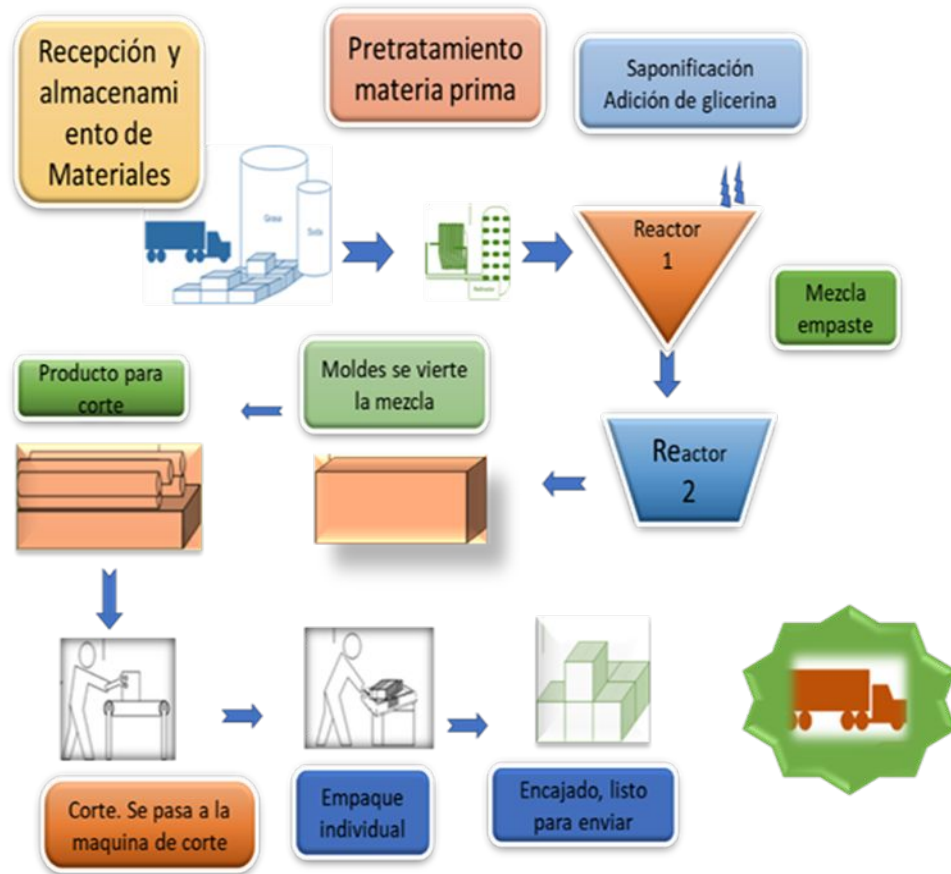 Recepción y
almacenami
ento de
Materiales
Pretratamiento
materia prima
Saponificación
Adición de glicerina
Grasa
Soda
Reactor
1
Mezcla
empaste
Producto para
corte
Moldes se vierte
la mezcla
Reactor
2
Corte. Se pasa a la
maquina de corte
Empaque
individual
Encajado, listo
para enviar